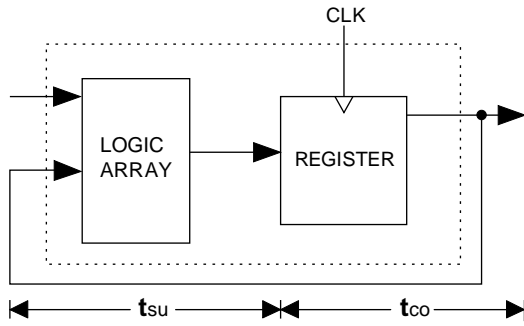 CLK
LOGIC
ARRAY
REGISTER
tsu
tco